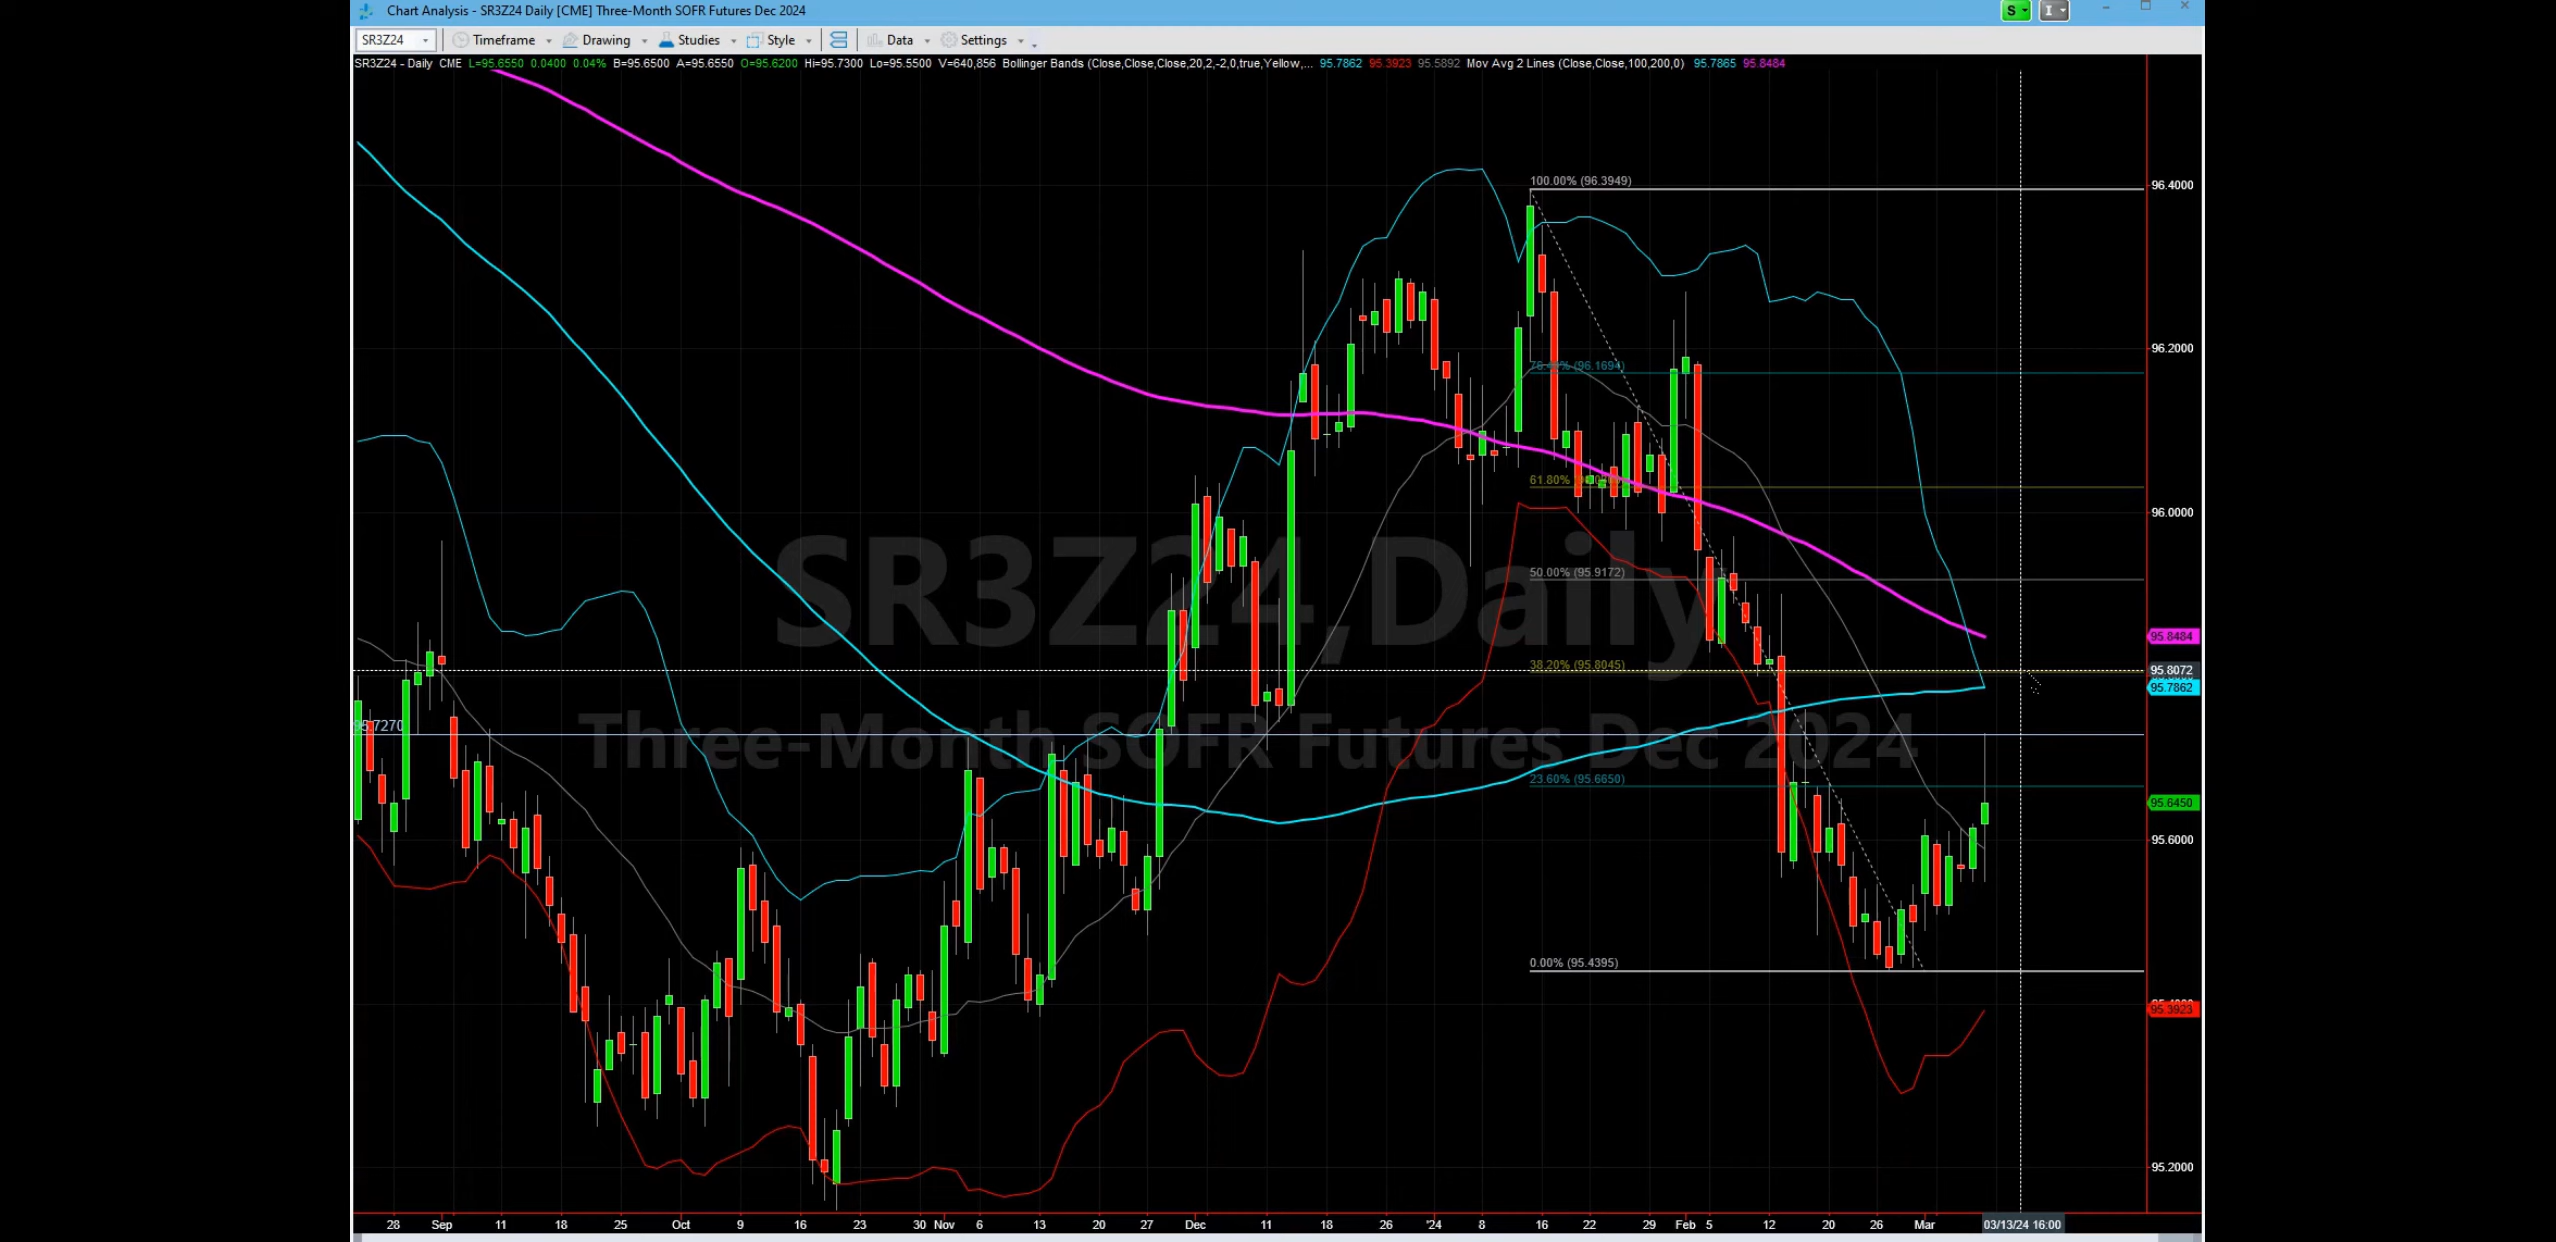 Chart Analysis - SR3Z24 Daily [CME] Three-Month SOFR Futures Dec 2024
S
I
SR3Z24 Timeframe Drawing Studies Style Data Settings
SR3Z24 - Daily CME L=95.6550 0.0400 0.04% B=95.6500 A=95.6550 O=95.6200 Hi=95.7300 Lo=95.5500 V=640,856 Bollinger Bands (Close,Close,Close,20,2,-2,0,true,Yellow,... 95.7862 95.3923 95.5892 Mov Avg 2 Lines (Close,Close,100,200,0) 95.7865 95.8484
100.00% (96.3949)
96.4000
96.2000
76.40% (96.1694)
61.80%
96.0000
SR3Z24,Daily
50.00% (95.9172)
95.8484
38.20% (95.8045)
95.8072
95.7862
95.7270
Three-Month SOFR Futures Dec 2024
23.60% (95.6650)
95.6450
95.6000
0.00% (95.4395)
95.3923
95.2000
28 Sep 11 18 25 Oct 9 16 23 30 Nov 6 13 20 27 Dec 11 18 26 '24 8 16 22 29 Feb 5 12 20 26 Mar 03/13/24 16:00